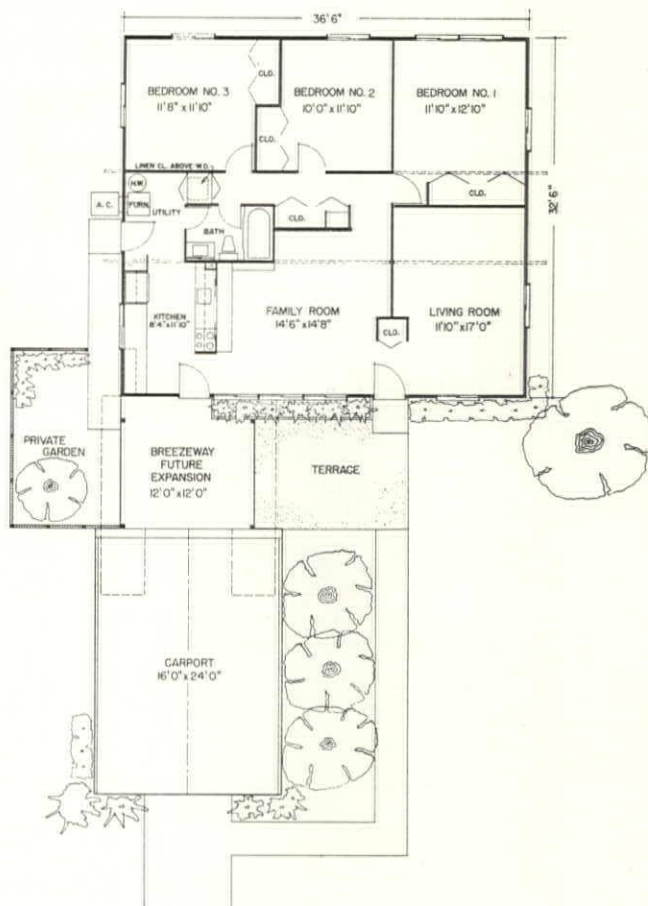 36'6"
BEDROOM NO. 3
11'8" x 11'10"
CLO.
BEDROOM NO. 2
10'0" x 11'10"
CLO.
BEDROOM NO. 1
11'10" x 12'10"
LINEN CL. ABOVE W.D.
H.W.
A.C.
FURN.
UTILITY
BATH
CLO.
CLO.
32'6"
KITCHEN
8'4" x 11'10"
FAMILY ROOM
14'6" x 14'8"
LIVING ROOM
11'10" x 17'0"
CLO.
PRIVATE
GARDEN
BREEZEWAY
FUTURE
EXPANSION
12'0" x 12'0"
TERRACE
CARPORT
16'0" x 24'0"